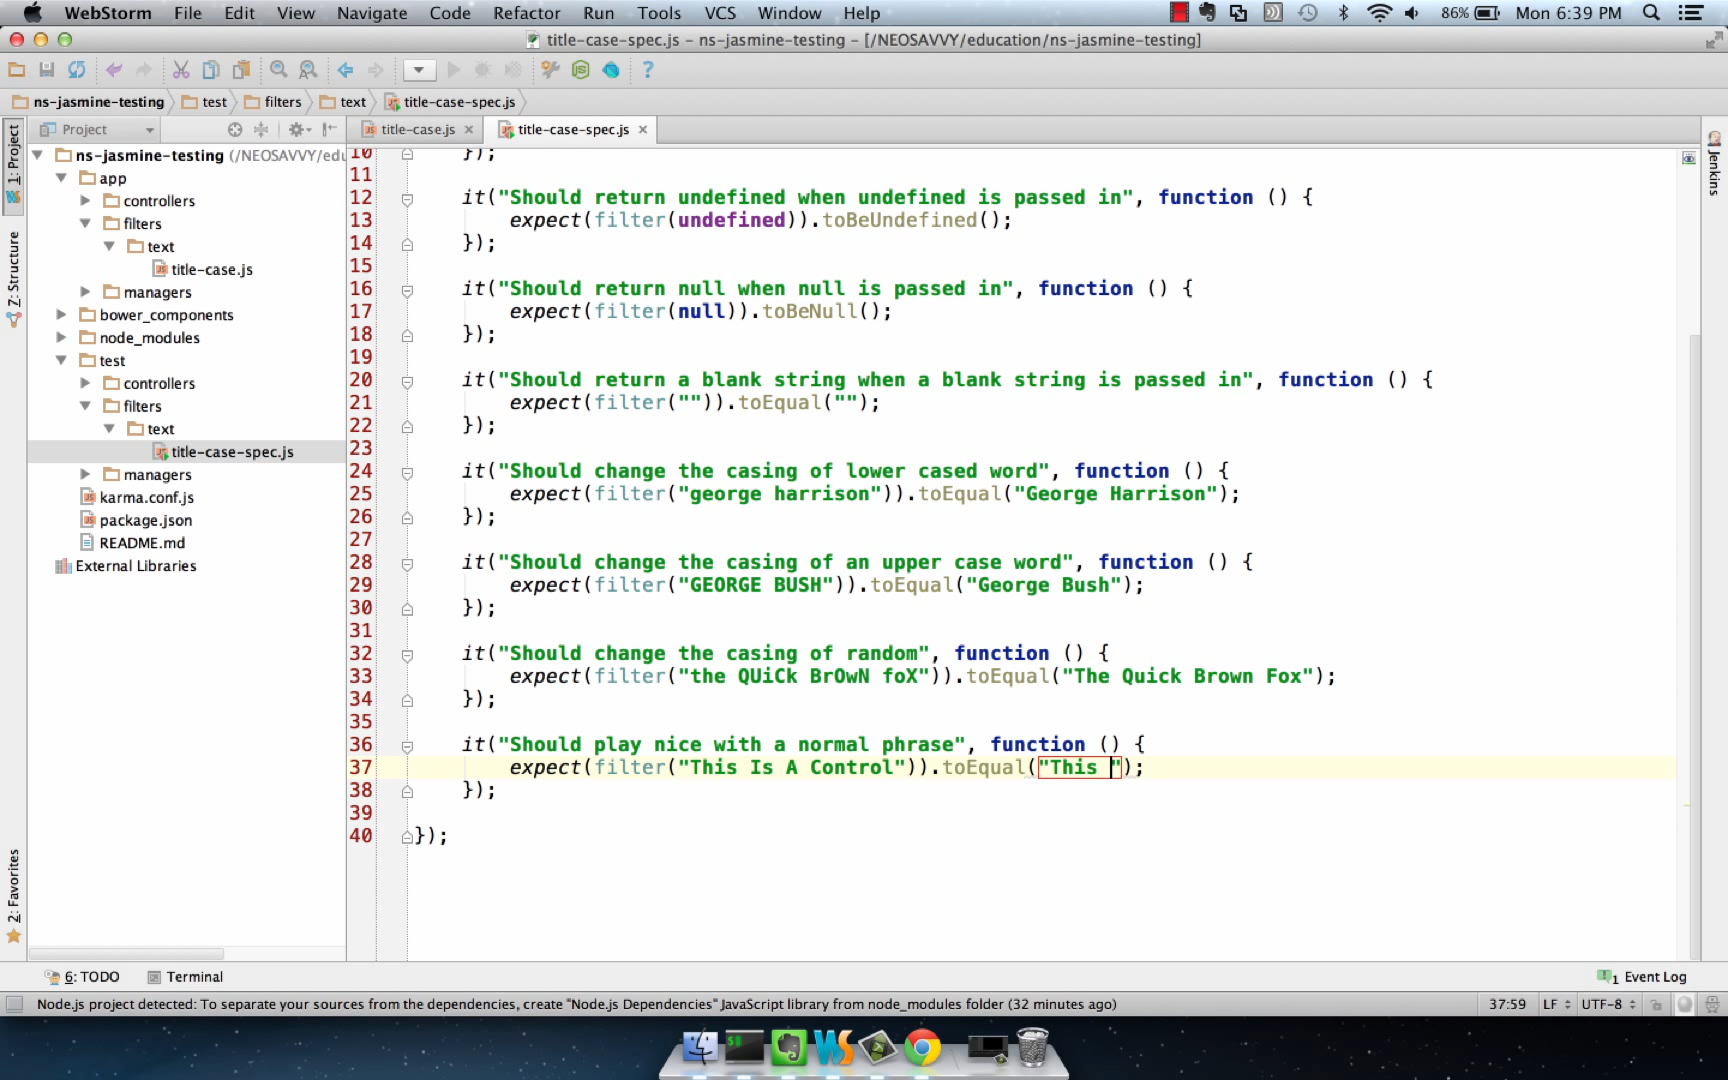 WebStorm File Edit View Navigate Code Refactor Run Tools VCS Window Help 86% Mon 6:39 PM
title-case-spec.js – ns-jasmine-testing – [/NEOSAVVY/education/ns-jasmine-testing]
ns-jasmine-testing test filters text title-case-spec.js
Project title-case.js title-case-spec.js
1: Project
7: Structure
2: Favorites
Jenkins
ns-jasmine-testing (/NEOSAVVY/edu
app
controllers
filters
text
title-case.js
managers
bower_components
node_modules
test
controllers
filters
text
title-case-spec.js
managers
karma.conf.js
package.json
README.md
External Libraries
10 });
11
12 it("Should return undefined when undefined is passed in", function () {
13 expect(filter(undefined)).toBeUndefined();
14 });
15
16 it("Should return null when null is passed in", function () {
17 expect(filter(null)).toBeNull();
18 });
19
20 it("Should return a blank string when a blank string is passed in", function () {
21 expect(filter("")).toEqual("");
22 });
23
24 it("Should change the casing of lower cased word", function () {
25 expect(filter("george harrison")).toEqual("George Harrison");
26 });
27
28 it("Should change the casing of an upper case word", function () {
29 expect(filter("GEORGE BUSH")).toEqual("George Bush");
30 });
31
32 it("Should change the casing of random", function () {
33 expect(filter("the QUiCk BrOwN foX")).toEqual("The Quick Brown Fox");
34 });
35
36 it("Should play nice with a normal phrase", function () {
37 expect(filter("This Is A Control")).toEqual("This ");
38 });
39
40 });
6: TODO Terminal 1 Event Log
Node.js project detected: To separate your sources from the dependencies, create "Node.js Dependencies" JavaScript library from node_modules folder (32 minutes ago) 37:59 LF UTF-8